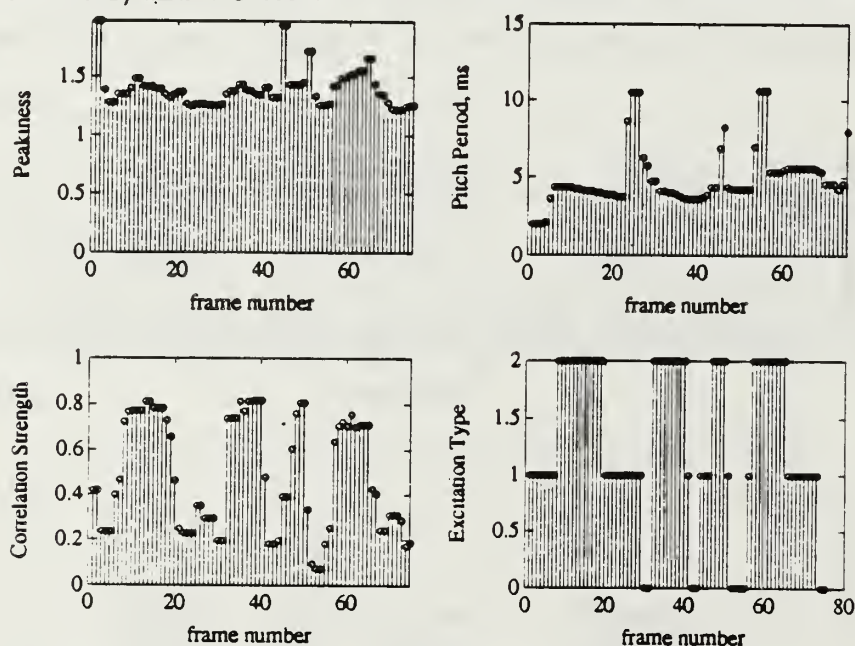 Peakiness
1.5
1
0.5
0
0 20 40 60
frame number
Pitch Period, ms
15
10
5
0
0 20 40 60
frame number
Correlation Strength
1
0.8
0.6
0.4
0.2
0
0 20 40 60
frame number
Excitation Type
2
1.5
1
0.5
0
0 20 40 60 80
frame number